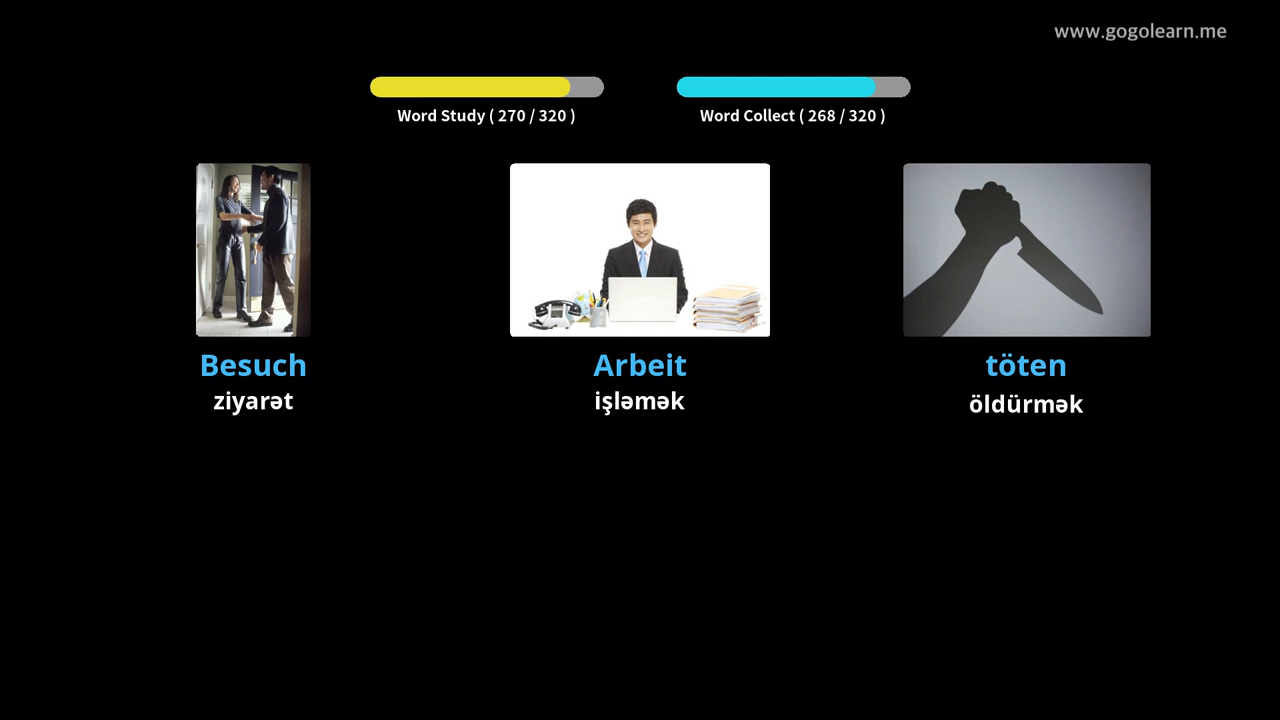 www.gogolearn.me
Word Study ( 270 / 320 )
Word Collect ( 268 / 320 )
Besuch
ziyarət
Arbeit
işləmək
töten
öldürmək